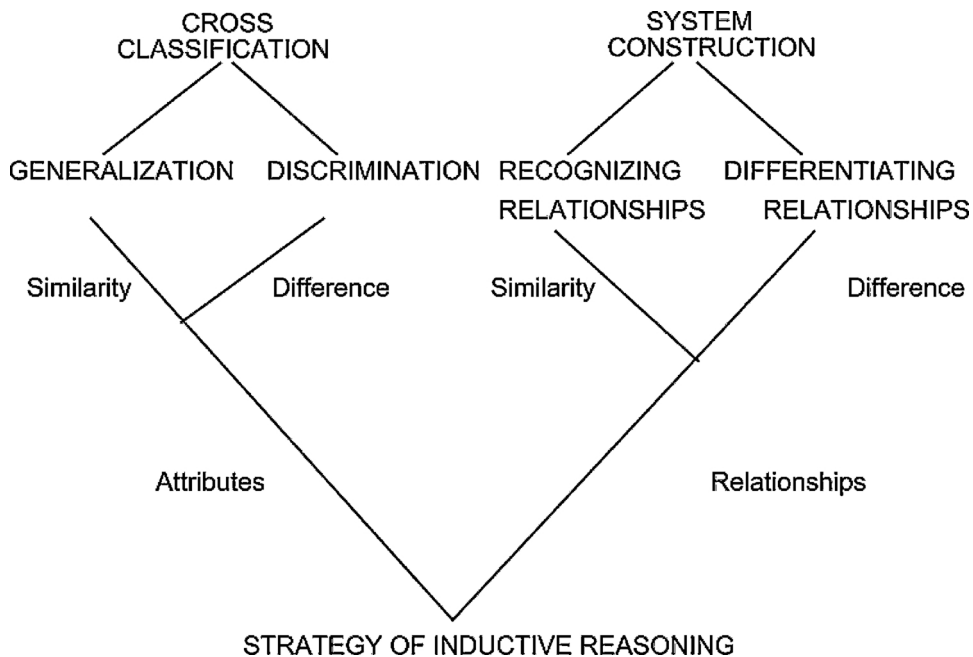 CROSS
CLASSIFICATION
SYSTEM
CONSTRUCTION
GENERALIZATION
DISCRIMINATION
RECOGNIZING
RELATIONSHIPS
DIFFERENTIATING
RELATIONSHIPS
Similarity
Difference
Similarity
Difference
Attributes
Relationships
STRATEGY OF INDUCTIVE REASONING